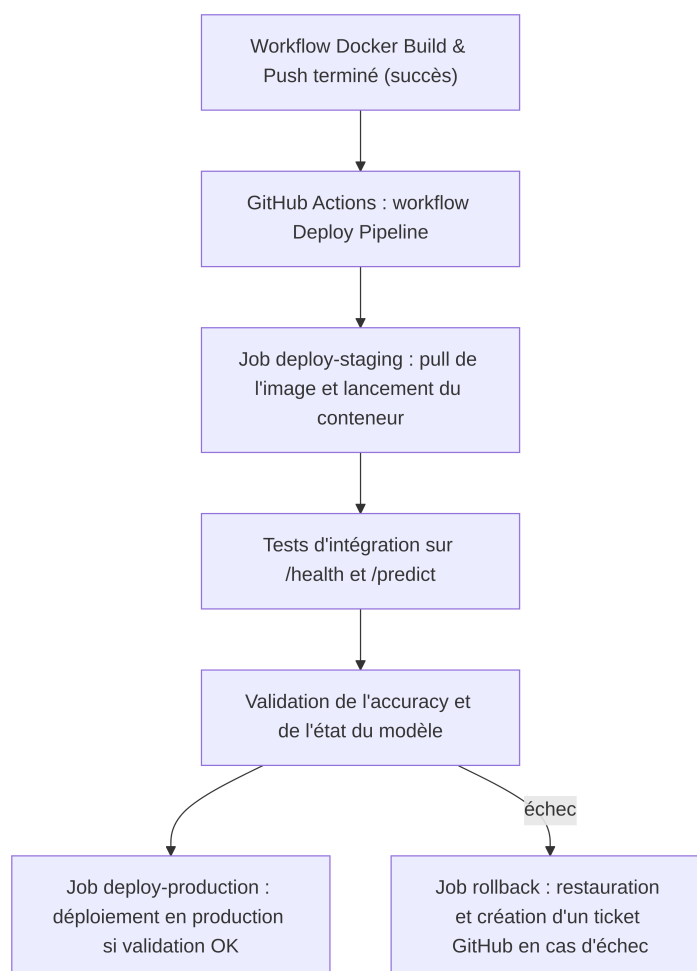 Workflow Docker Build &
Push terminé (succès)
GitHub Actions : workflow
Deploy Pipeline
Job deploy-staging : pull de
l'image et lancement du
conteneur
Tests d'intégration sur
/health et /predict
Validation de l'accuracy et
de l'état du modèle
échec
Job deploy-production :
déploiement en production
si validation OK
Job rollback : restauration
et création d'un ticket
GitHub en cas d'échec